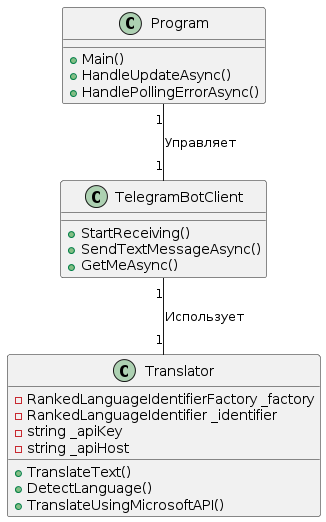 C Program
Main()
HandleUpdateAsync()
HandlePollingErrorAsync()
1
Управляет
1
C TelegramBotClient
StartReceiving()
SendTextMessageAsync()
GetMeAsync()
1
Использует
1
C Translator
RankedLanguageIdentifierFactory _factory
RankedLanguageIdentifier _identifier
string _apiKey
string _apiHost
TranslateText()
DetectLanguage()
TranslateUsingMicrosoftAPI()